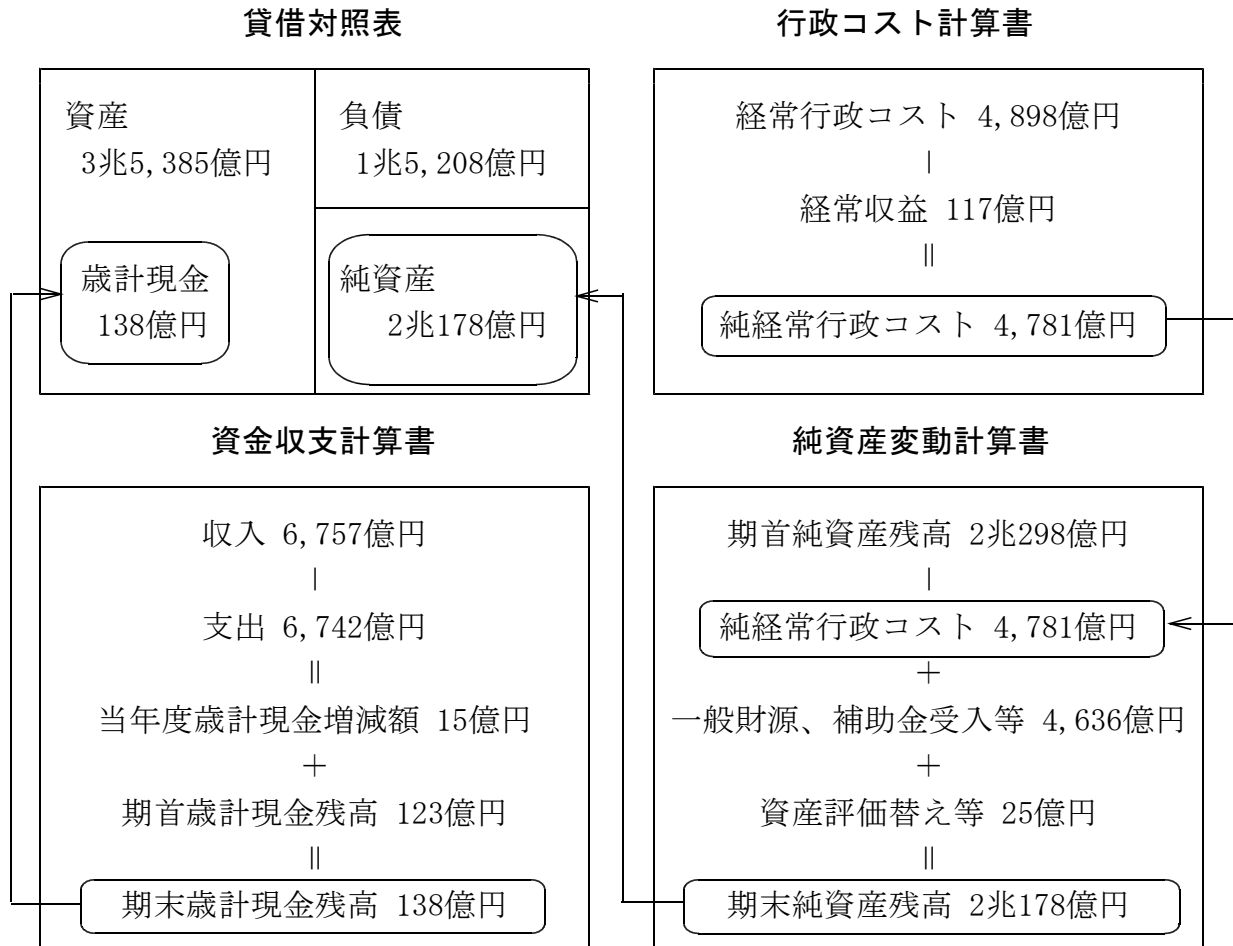 貸借対照表
資産
3兆5,385億円
負債
1兆5,208億円
歳計現金
138億円
純資産
2兆178億円
行政コスト計算書
経常行政コスト 4,898億円
－
経常収益 117億円
＝
純経常行政コスト 4,781億円
資金収支計算書
収入 6,757億円
－
支出 6,742億円
＝
当年度歳計現金増減額 15億円
＋
期首歳計現金残高 123億円
＝
期末歳計現金残高 138億円
純資産変動計算書
期首純資産残高 2兆298億円
－
純経常行政コスト 4,781億円
＋
一般財源、補助金受入等 4,636億円
＋
資産評価替え等 25億円
＝
期末純資産残高 2兆178億円